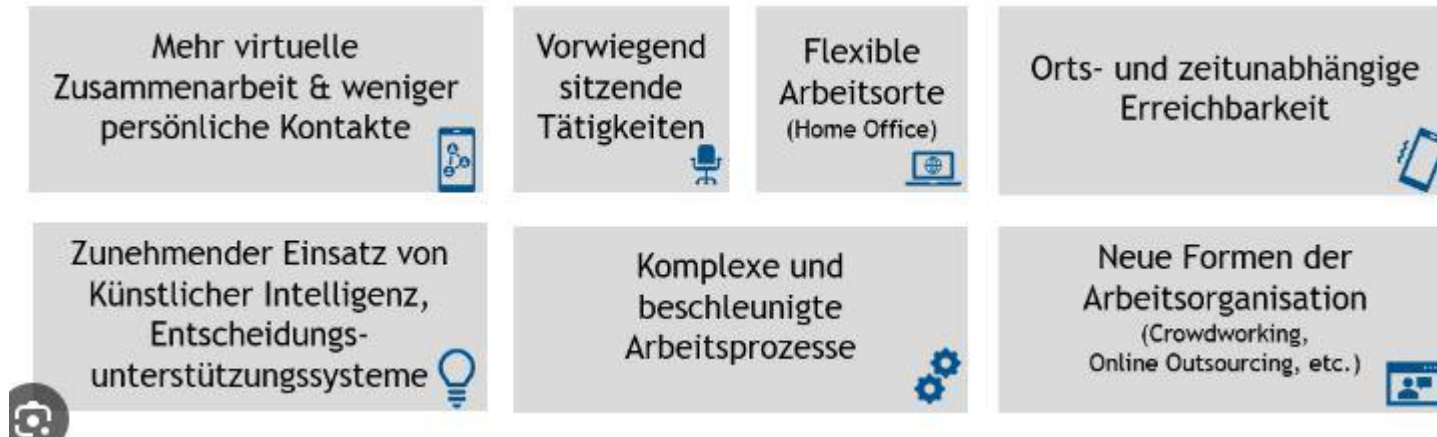 Mehr virtuelle
Zusammenarbeit & weniger
persönliche Kontakte
Vorwiegend
sitzende
Tätigkeiten
Flexible
Arbeitsorte
(Home Office)
Orts- und zeitunabhängige
Erreichbarkeit
Zunehmender Einsatz von
Künstlicher Intelligenz,
Entscheidungs-
unterstützungssysteme
Komplexe und
beschleunigte
Arbeitsprozesse
Neue Formen der
Arbeitsorganisation
(Crowdworking,
Online Outsourcing, etc.)